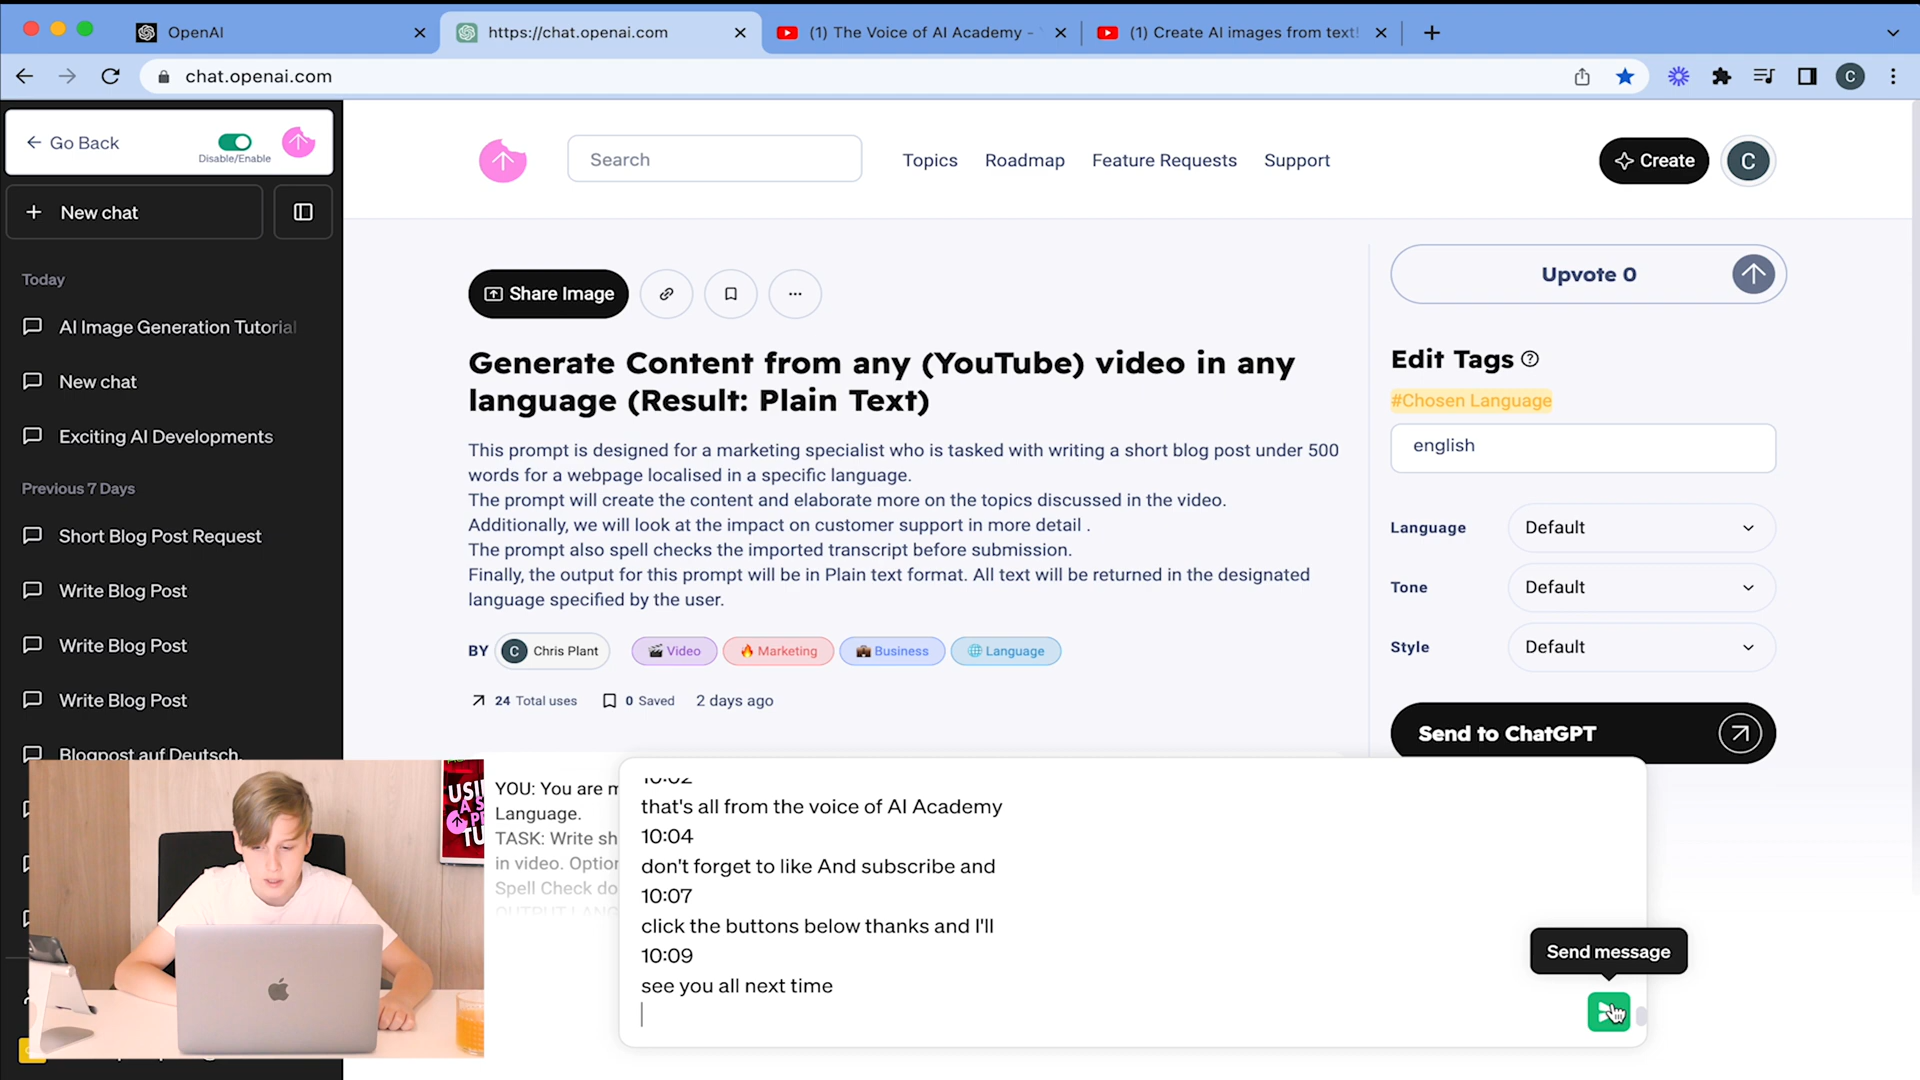 OpenAI
https://chat.openai.com
(1) The Voice of AI Academy -
(1) Create AI images from text!
chat.openai.com
C
Go Back
Disable/Enable
New chat
Today
AI Image Generation Tutorial
New chat
Exciting AI Developments
Previous 7 Days
Short Blog Post Request
Write Blog Post
Write Blog Post
Write Blog Post
Blogpost auf Deutsch.
Search
Topics
Roadmap
Feature Requests
Support
Create
C
Share Image
Generate Content from any (YouTube) video in any
language (Result: Plain Text)
This prompt is designed for a marketing specialist who is tasked with writing a short blog post under 500
words for a webpage localised in a specific language.
The prompt will create the content and elaborate more on the topics discussed in the video.
Additionally, we will look at the impact on customer support in more detail .
The prompt also spell checks the imported transcript before submission.
Finally, the output for this prompt will be in Plain text format. All text will be returned in the designated
language specified by the user.
BY C Chris Plant Video Marketing Business Language
24 Total uses 0 Saved 2 days ago
Upvote 0
Edit Tags
#Chosen Language
english
Language Default
Tone Default
Style Default
Send to ChatGPT
YOU: You are m
Language.
TASK: Write sh
in video. Option
Spell Check do
OUTPUT LANG
10:02
that's all from the voice of AI Academy
10:04
don't forget to like And subscribe and
10:07
click the buttons below thanks and I'll
10:09
see you all next time
Send message